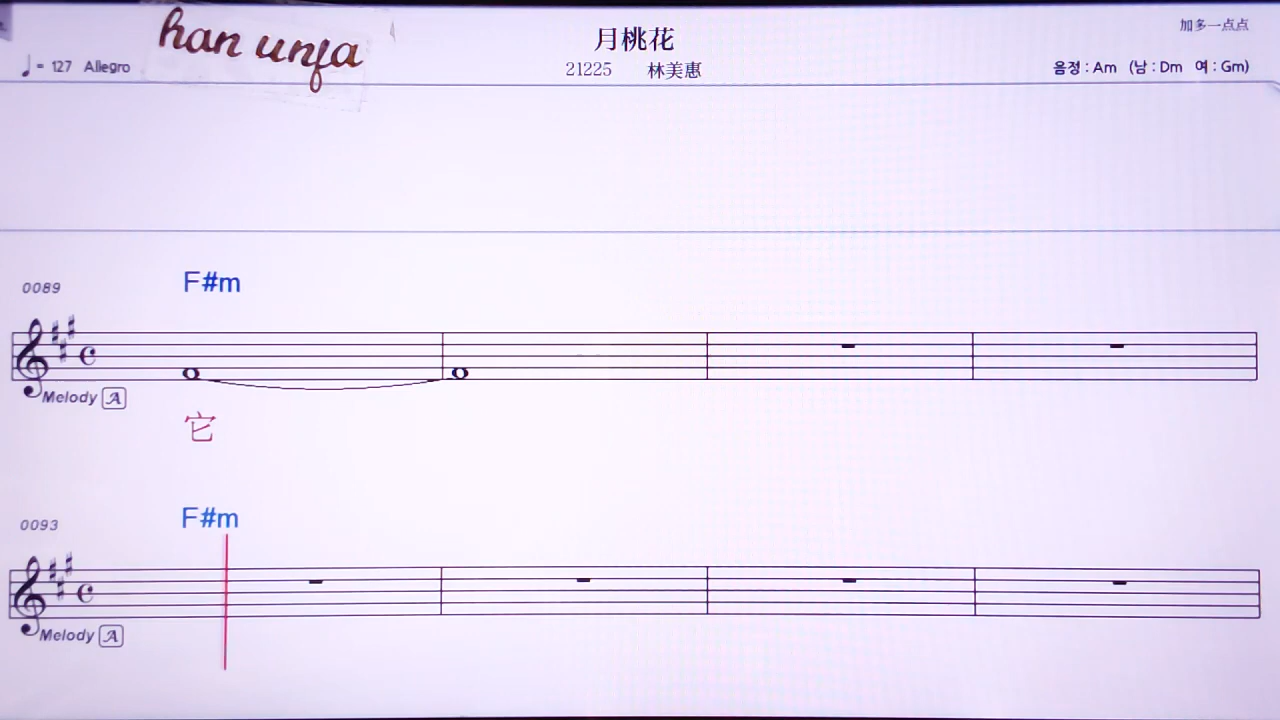 han unfa
月桃花
加多一点点
♩ = 127 Allegro
21225 林美惠
음정 : Am (남 : Dm 여 : Gm)
0089
F#m
Melody A
它
0093
F#m
Melody A